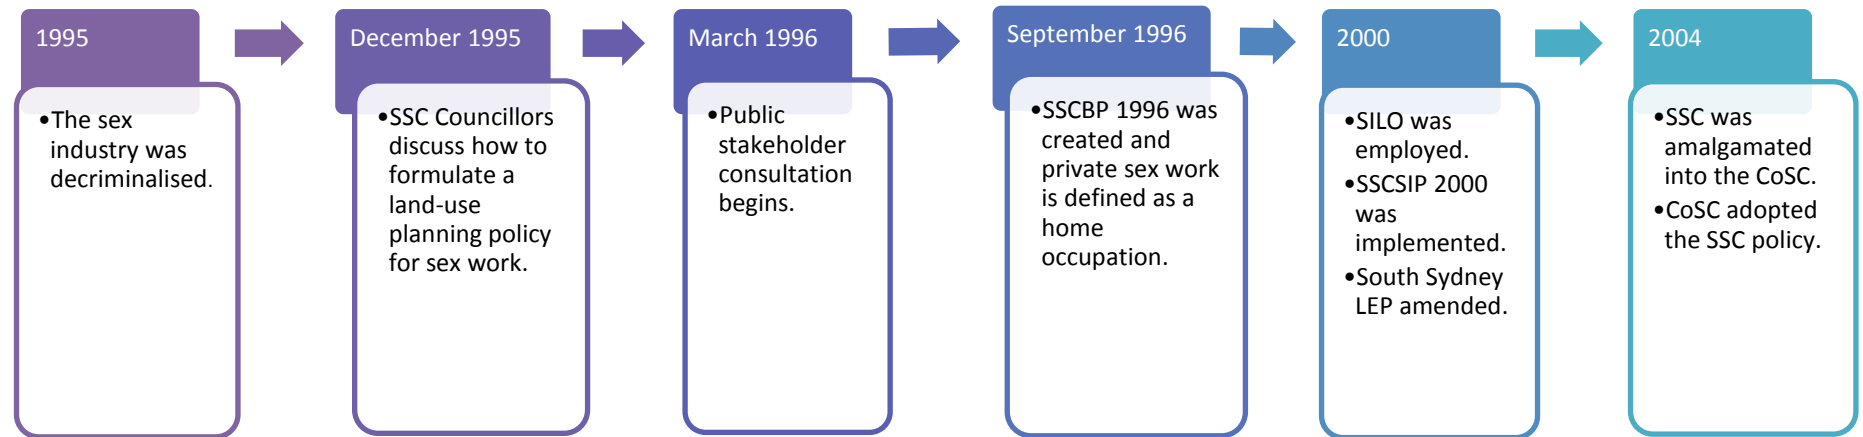 1995
•The sex
industry was
decriminalised.
December 1995
•SSC Councillors
discuss how to
formulate a
land-use
planning policy
for sex work.
March 1996
•Public
stakeholder
consultation
begins.
September 1996
•SSCBP 1996 was
created and
private sex work
is defined as a
home
occupation.
2000
•SILO was
employed.
•SSCSIP 2000
was
implemented.
•South Sydney
LEP amended.
2004
•SSC was
amalgamated
into the CoSC.
•CoSC adopted
the SSC policy.